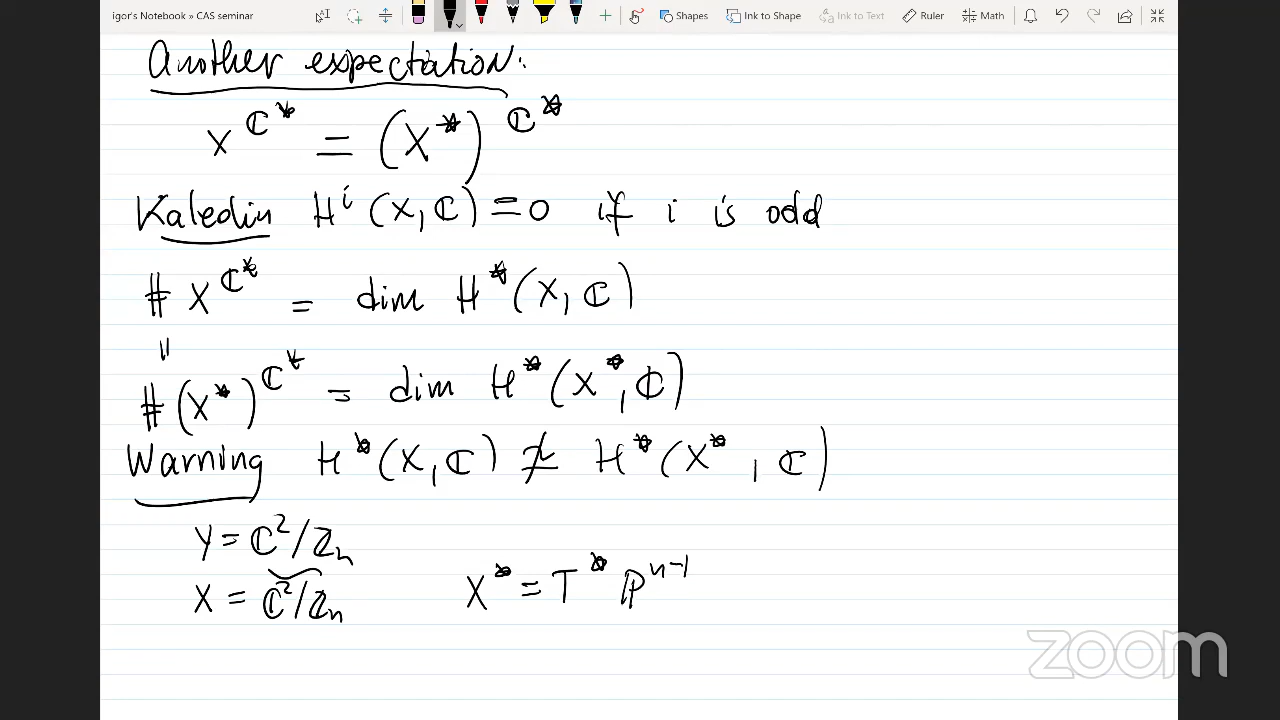 igor's Notebook » CAS seminar
Shapes Ink to Shape Ink to Text Ruler Math
Another expectation:
X^{ℂ*} = (X*)^{ℂ*}
Kaledin H^i (X, ℂ) = 0 if i is odd
# X^{ℂ*} = dim H*(X, ℂ)
"
# (X*)^{ℂ*} = dim H*(X*, ℂ)
Warning H*(X, ℂ) ≄ H*(X*, ℂ)
Y = ℂ²/ℤ_n
X = \widetilde{ℂ²/ℤ_n} X* = T* ℙ^{n-1}
zoom